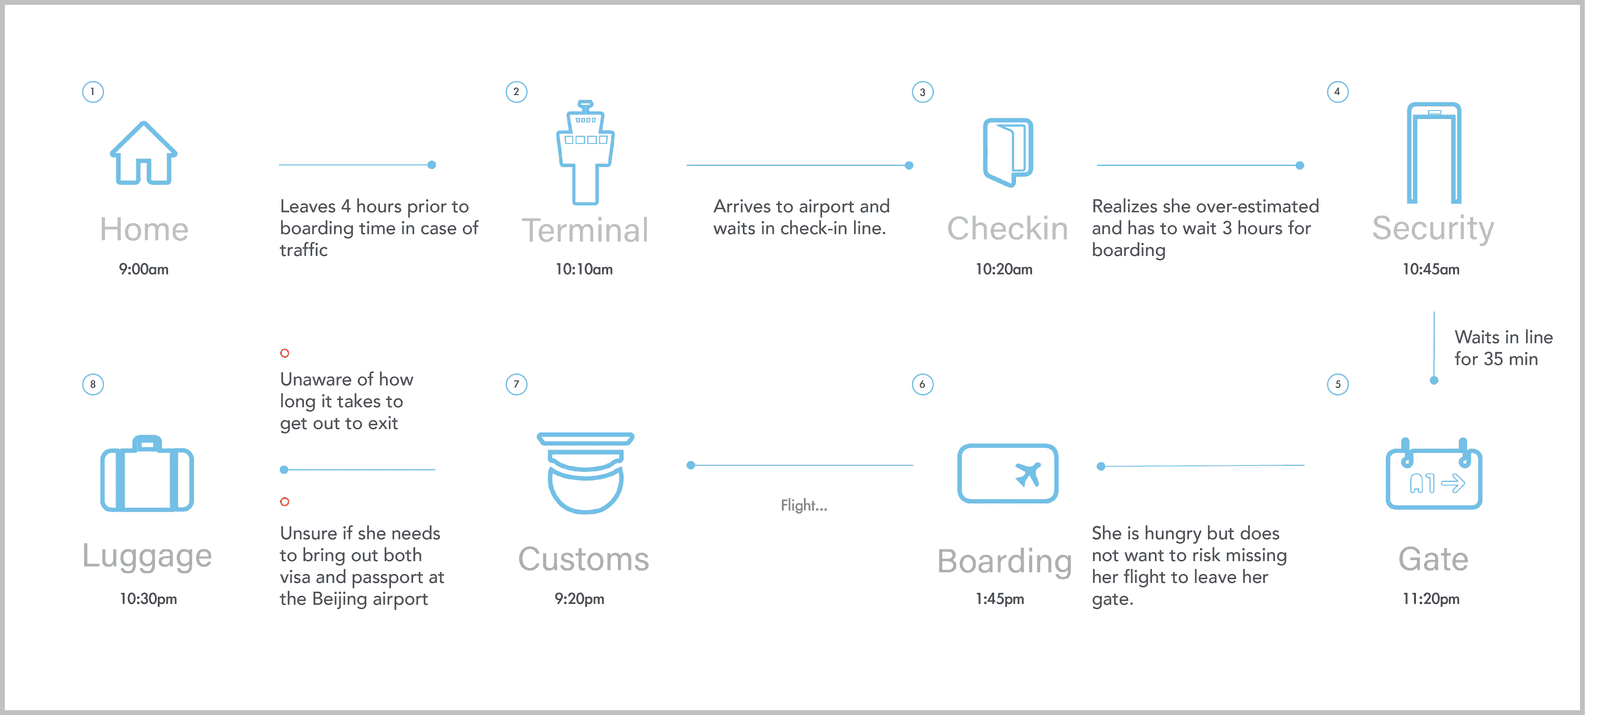 1
Home
9:00am
Leaves 4 hours prior to
boarding time in case of
traffic
2
Terminal
10:10am
Arrives to airport and
waits in check-in line.
3
Checkin
10:20am
Realizes she over-estimated
and has to wait 3 hours for
boarding
4
Security
10:45am
Waits in line
for 35 min
5
A1
Gate
11:20pm
She is hungry but does
not want to risk missing
her flight to leave her
gate.
6
Boarding
1:45pm
Flight...
7
Customs
9:20pm
Unaware of how
long it takes to
get out to exit
Unsure if she needs
to bring out both
visa and passport at
the Beijing airport
8
Luggage
10:30pm